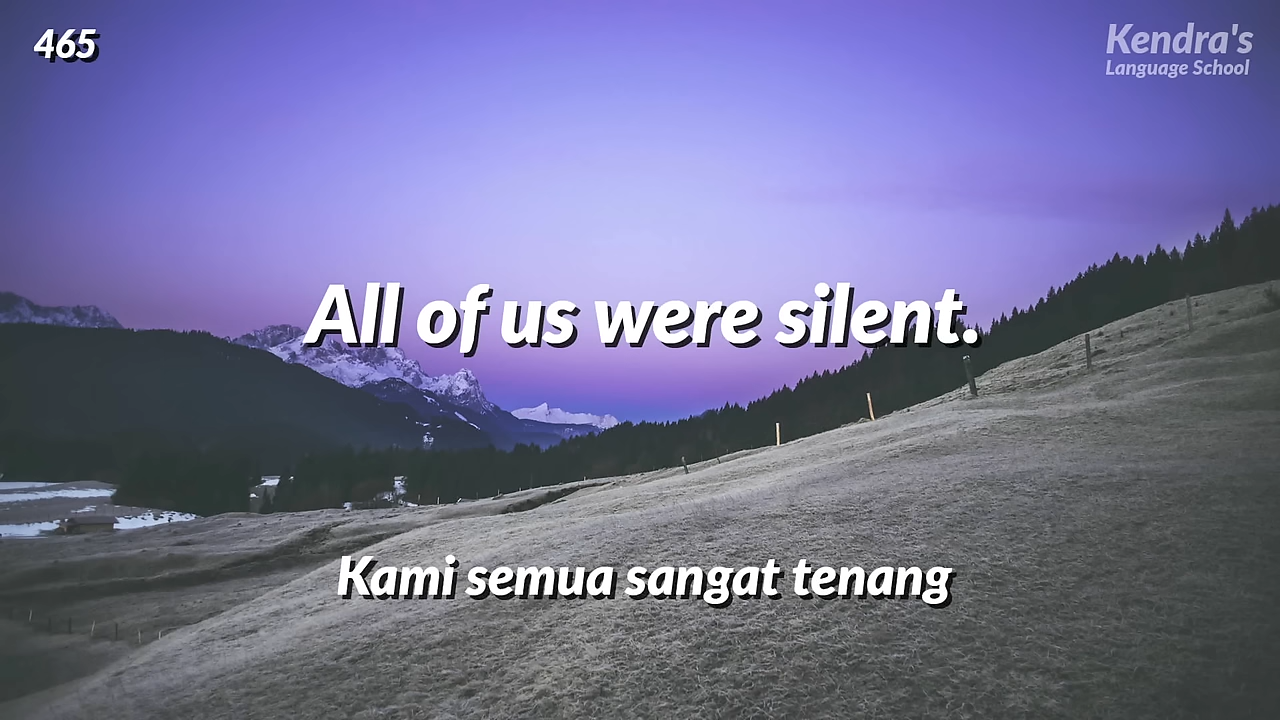 465
Kendra's
Language School
All of us were silent.
Kami semua sangat tenang